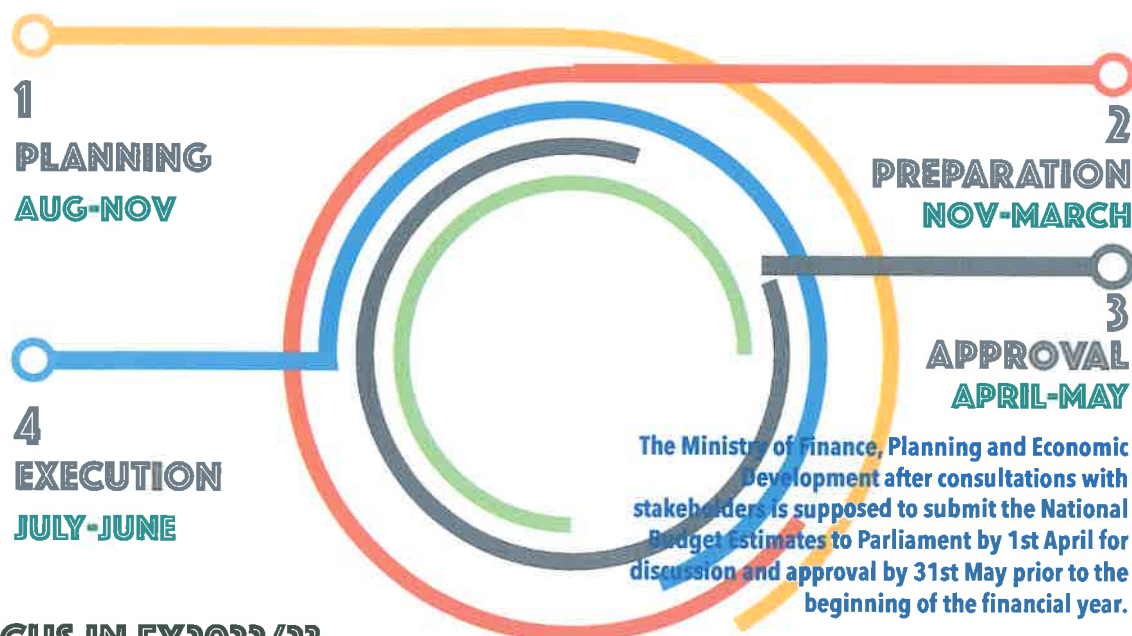 1
PLANNING
AUG-NOV
2
PREPARATION
NOV-MARCH
3
APPROVAL
APRIL-MAY
The Ministry of Finance, Planning and Economic
Development after consultations with
stakeholders is supposed to submit the National
Budget Estimates to Parliament by 1st April for
discussion and approval by 31st May prior to the
beginning of the financial year.
4
EXECUTION
JULY-JUNE